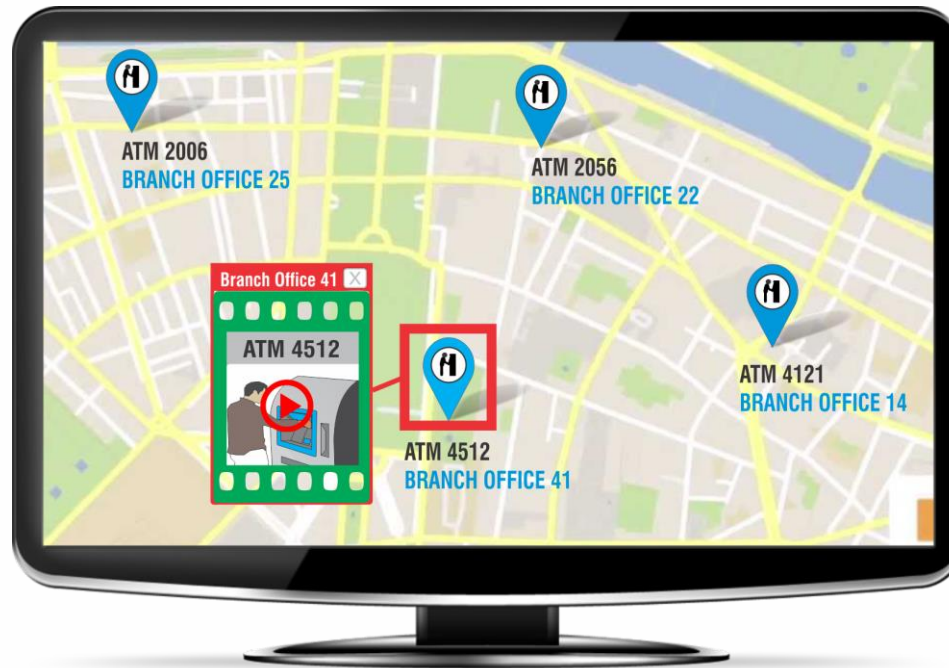 ATM 2006
BRANCH OFFICE 25
ATM 2056
BRANCH OFFICE 22
Branch Office 41 X
ATM 4512
ATM 4512
BRANCH OFFICE 41
ATM 4121
BRANCH OFFICE 14